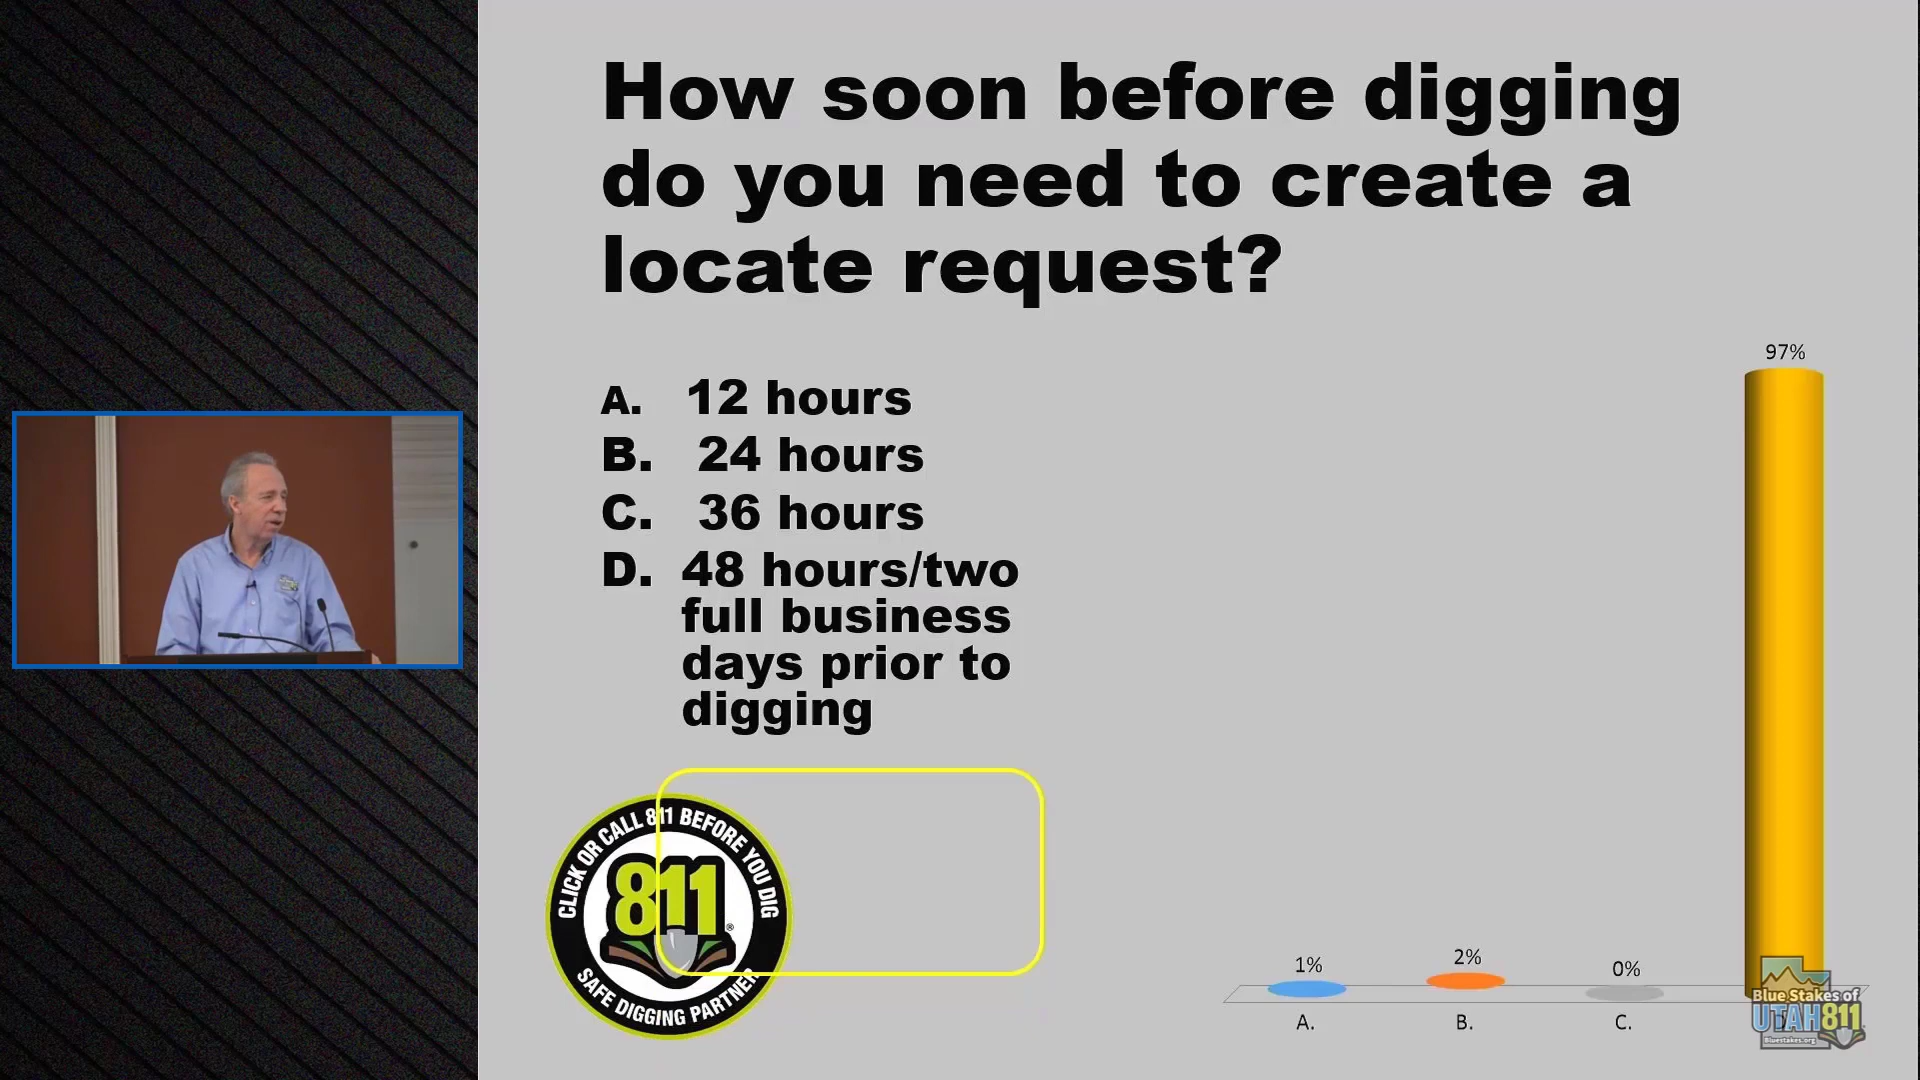 How soon before digging
do you need to create a
locate request?
A. 12 hours
B. 24 hours
C. 36 hours
D. 48 hours/two
full business
days prior to
digging
CLICK OR CALL 811 BEFORE YOU DIG
811
®
SAFE DIGGING PARTNER
97%
1%
2%
0%
A.
B.
C.
D.
Blue Stakes of
UTAH811
Bluestakes.org